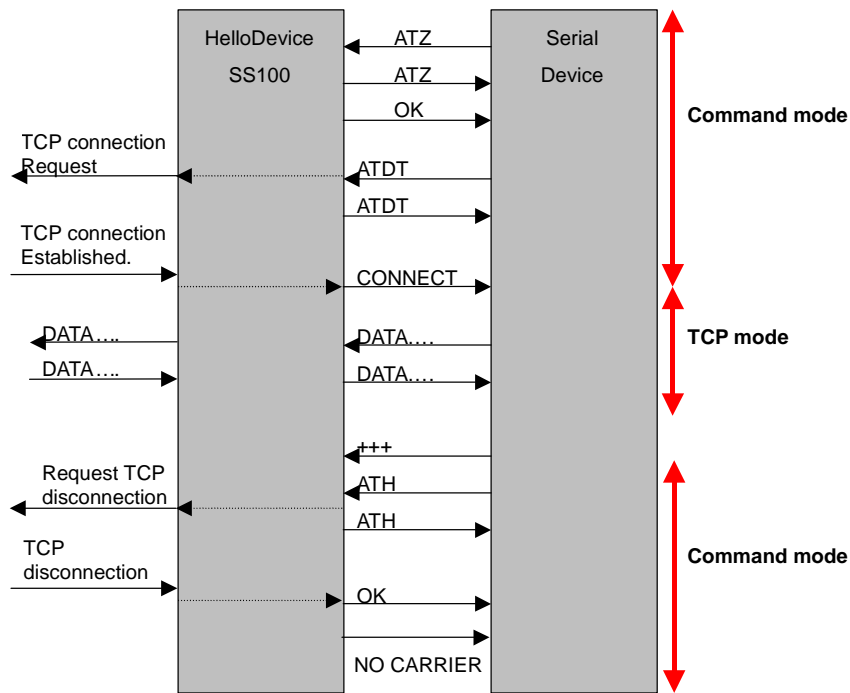 HelloDevice
SS100
Serial
Device
ATZ
ATZ
OK
Command mode
TCP connection
Request
ATDT
ATDT
TCP connection
Established.
CONNECT
DATA….
DATA….
TCP mode
DATA….
DATA….
+++
Request TCP
disconnection
ATH
ATH
TCP
disconnection
Command mode
OK
NO CARRIER